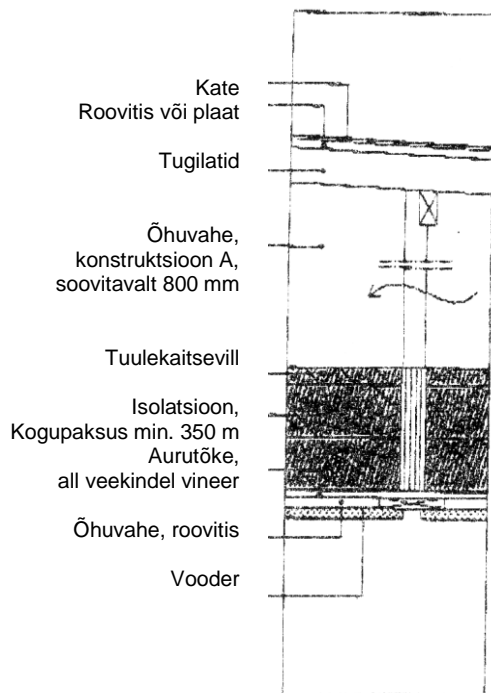 Kate
Roovitis või plaat
Tugilatid
Õhuvahe,
konstruktsioon A,
soovitavalt 800 mm
Tuulekaitsevill
Isolatsioon,
Kogupaksus min. 350 m
Aurutõke,
all veekindel vineer
Õhuvahe, roovitis
Vooder